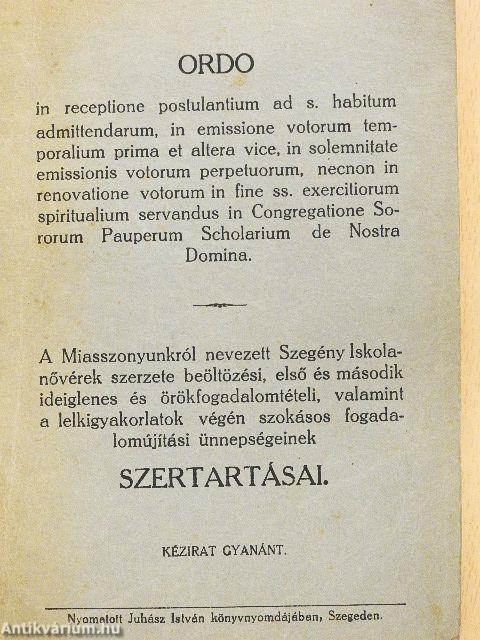 ORDO
in receptione postulantium ad s. habitum
admittendarum, in emissione votorum tem-
poralium prima et altera vice, in solemnitate
emissionis votorum perpetuorum, necnon in
renovatione votorum in fine ss. exercitiorum
spiritualium servandus in Congregatione So-
rorum Pauperum Scholarium de Nostra
Domina.
A Miasszonyunkról nevezett Szegény Iskola-
nővérek szerzete beöltözési, első és második
ideiglenes és örökfogadalomtételi, valamint
a lelkigyakorlatok végén szokásos fogada-
lomújítási ünnepségeinek
SZERTARTÁSAI.
KÉZIRAT GYANÁNT.
Nyomatott Juhász István könyvnyomdájában, Szegeden.
Antikvárium.hu